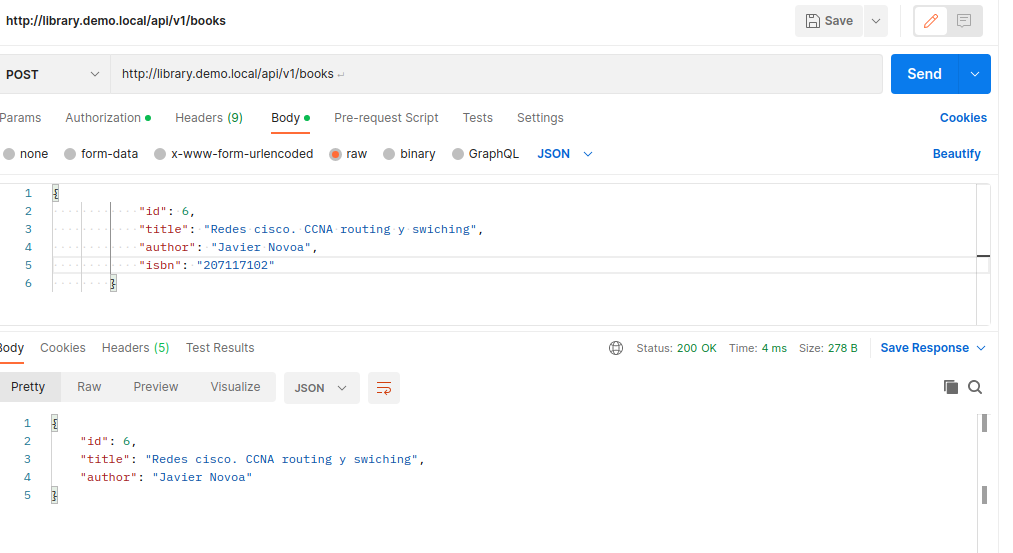 http://library.demo.local/api/v1/books Save
POST http://library.demo.local/api/v1/books Send
Params Authorization Headers (9) Body Pre-request Script Tests Settings Cookies
none form-data x-www-form-urlencoded raw binary GraphQL JSON Beautify
1 {
2 "id": 6,
3 "title": "Redes cisco. CCNA routing y swiching",
4 "author": "Javier Novoa",
5 "isbn": "207117102"
6 }
Body Cookies Headers (5) Test Results Status: 200 OK Time: 4 ms Size: 278 B Save Response
Pretty Raw Preview Visualize JSON
1 {
2 "id": 6,
3 "title": "Redes cisco. CCNA routing y swiching",
4 "author": "Javier Novoa"
5 }